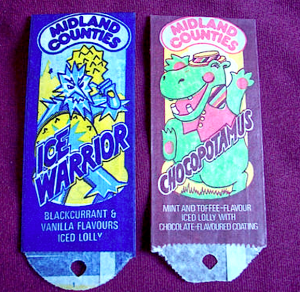 MIDLAND
COUNTIES
ICE
WARRIOR
BLACKCURRANT &
VANILLA FLAVOURS
ICED LOLLY
MIDLAND
COUNTIES
CHOCOPOTAMUS
MINT AND TOFFEE-FLAVOUR
ICED LOLLY WITH
CHOCOLATE-FLAVOURED COATING